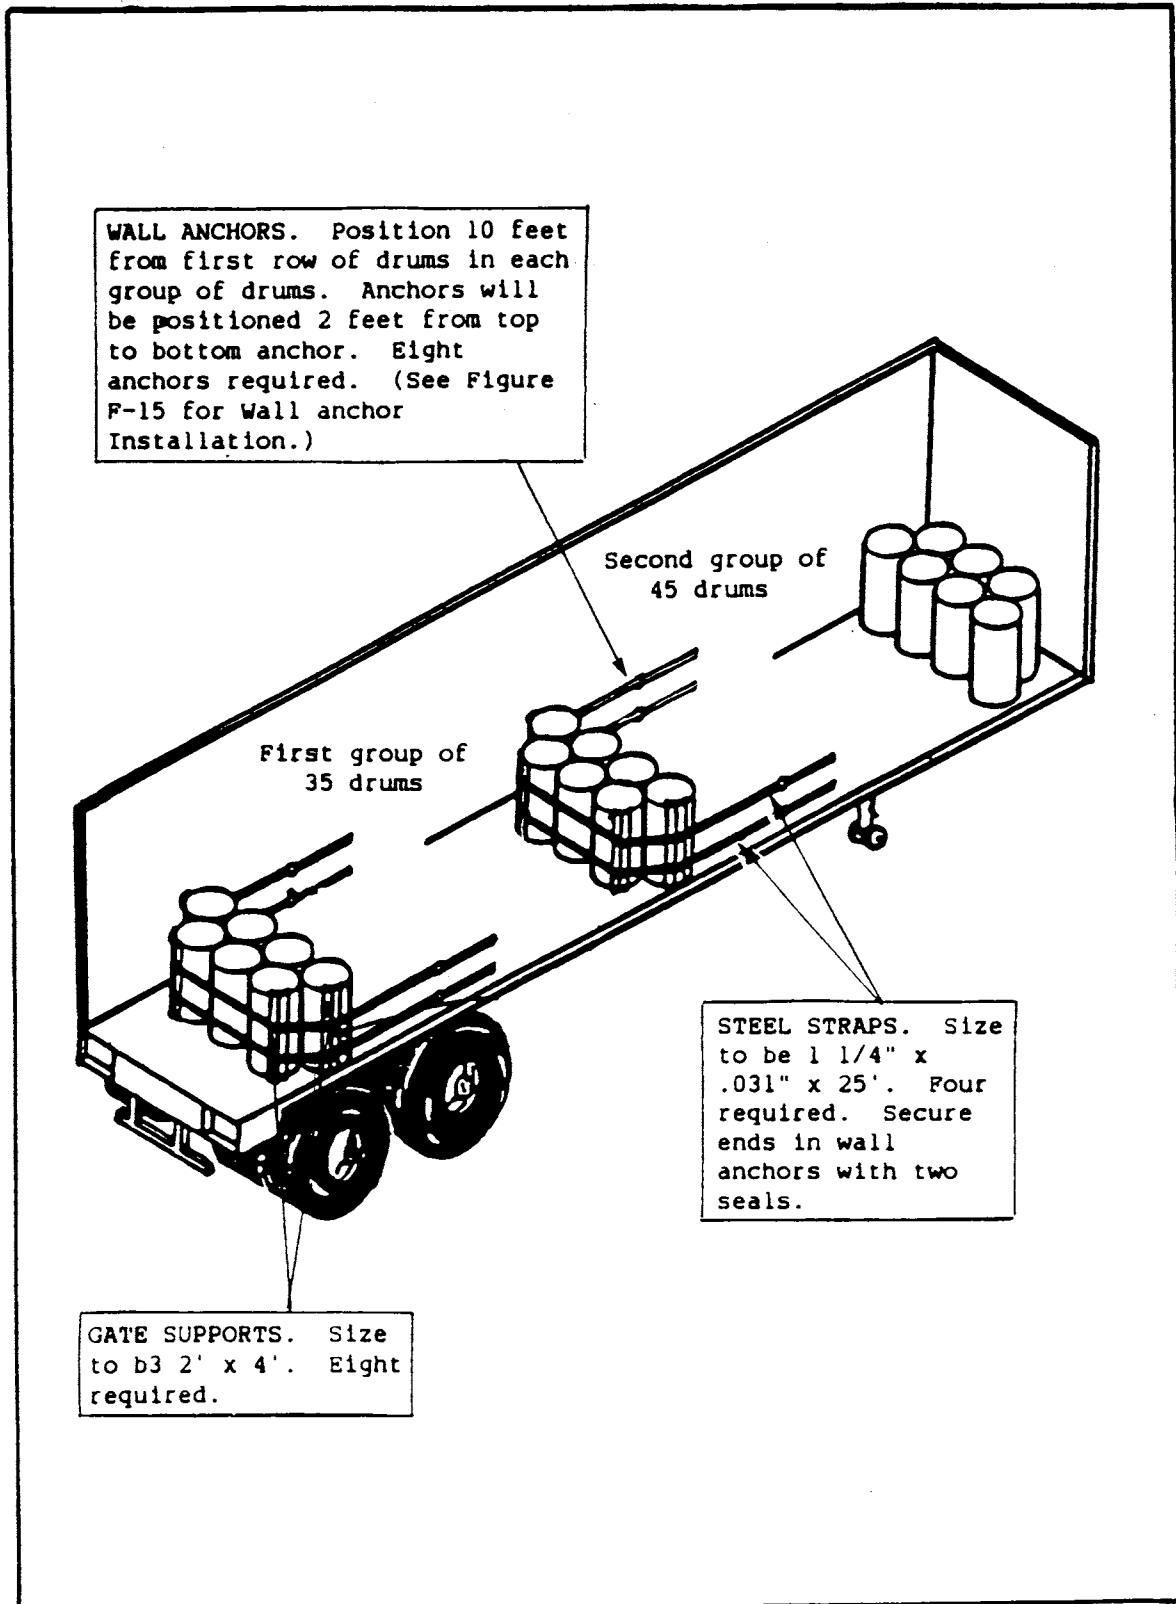 WALL ANCHORS. Position 10 feet
from first row of drums in each
group of drums. Anchors will
be positioned 2 feet from top
to bottom anchor. Eight
anchors required. (See Figure
F-15 for Wall anchor
Installation.)
Second group of
45 drums
First group of
35 drums
STEEL STRAPS. Size
to be 1 1/4" x
.031" x 25'. Four
required. Secure
ends in wall
anchors with two
seals.
GATE SUPPORTS. Size
to b3 2' x 4'. Eight
required.